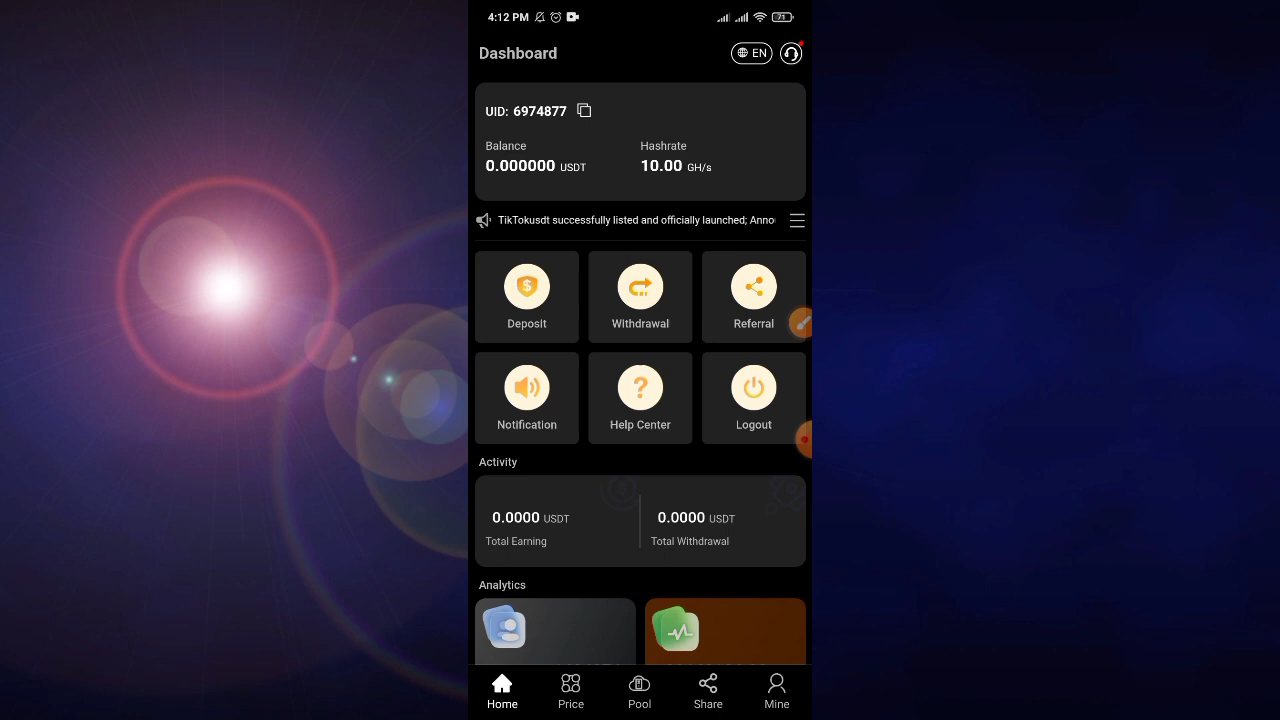 4:12 PM 71
Dashboard EN
UID: 6974877
Balance Hashrate
0.000000 USDT 10.00 GH/s
TikTokusdt successfully listed and officially launched; Anno
Deposit Withdrawal Referral
Notification Help Center Logout
Activity
0.0000 USDT 0.0000 USDT
Total Earning Total Withdrawal
Analytics
Home Price Pool Share Mine